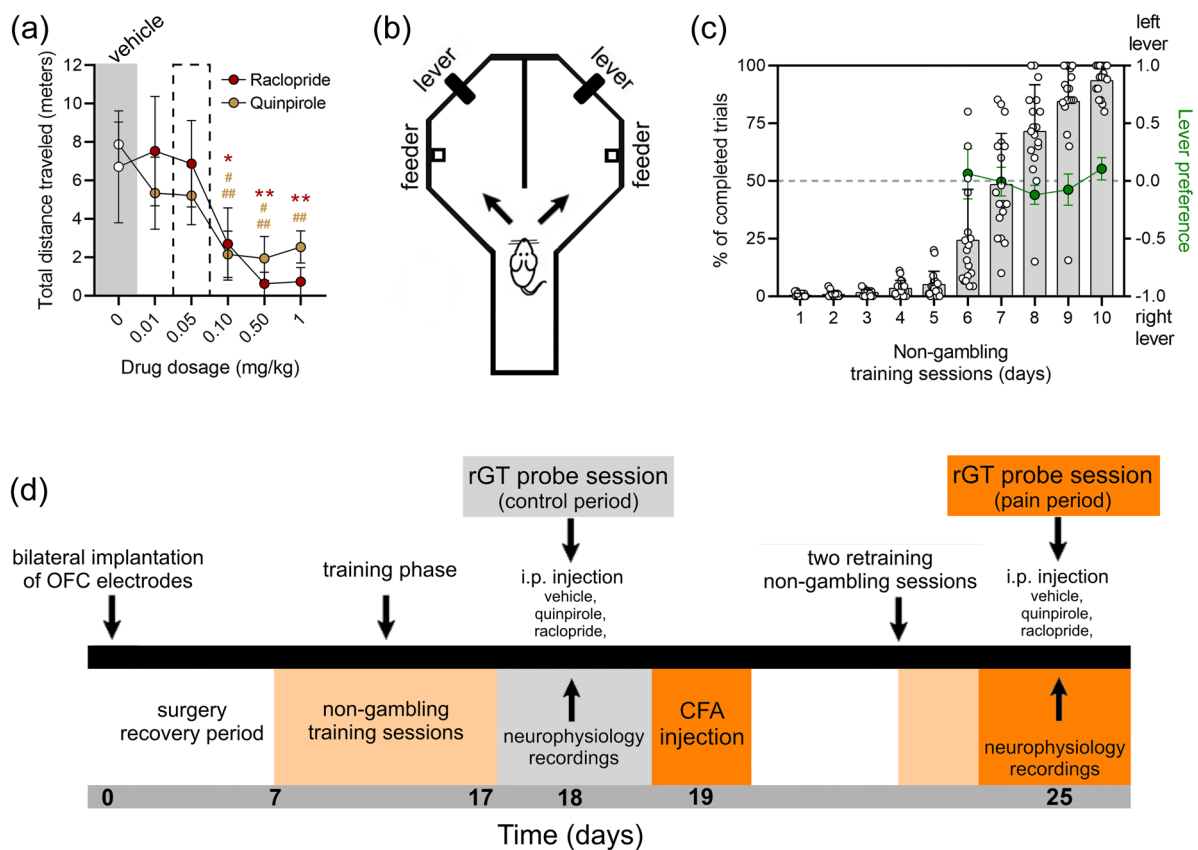 (a)
vehicle
Total distance traveled (meters)
12
10
8
6
4
2
0
Raclopride
Quinpirole
*
#
##
**
#
##
**
##
0
0.01
0.05
0.10
0.50
1
Drug dosage (mg/kg)
(b)
lever
lever
feeder
feeder
(c)
left
lever
% of completed trials
100
75
50
25
0
1.0
0.5
0.0
-0.5
-1.0
Lever preference
1 2 3 4 5 6 7 8 9 10
right
lever
Non-gambling
training sessions (days)
(d)
rGT probe session
(control period)
rGT probe session
(pain period)
bilateral implantation
of OFC electrodes
training phase
i.p. injection
vehicle,
quinpirole,
raclopride,
two retraining
non-gambling sessions
i.p. injection
vehicle,
quinpirole,
raclopride,
surgery
recovery period
non-gambling
training sessions
neurophysiology
recordings
CFA
injection
neurophysiology
recordings
0 7 17 18 19 25
Time (days)